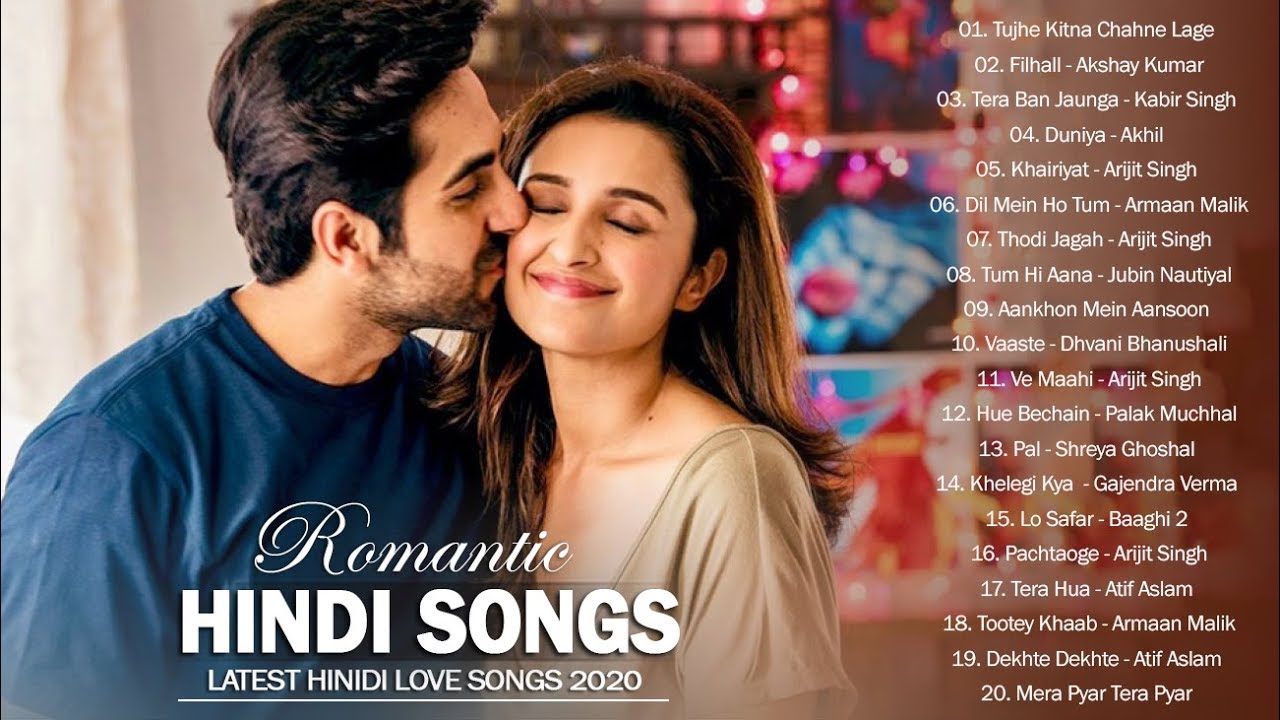 Romantic
HINDI SONGS
LATEST HINIDI LOVE SONGS 2020
01. Tujhe Kitna Chahne Lage
02. Filhall - Akshay Kumar
03. Tera Ban Jaunga - Kabir Singh
04. Duniya - Akhil
05. Khairiyat - Arijit Singh
06. Dil Mein Ho Tum - Armaan Malik
07. Thodi Jagah - Arijit Singh
08. Tum Hi Aana - Jubin Nautiyal
09. Aankhon Mein Aansoon
10. Vaaste - Dhvani Bhanushali
11. Ve Maahi - Arijit Singh
12. Hue Bechain - Palak Muchhal
13. Pal - Shreya Ghoshal
14. Khelegi Kya - Gajendra Verma
15. Lo Safar - Baaghi 2
16. Pachtaoge - Arijit Singh
17. Tera Hua - Atif Aslam
18. Tootey Khaab - Armaan Malik
19. Dekhte Dekhte - Atif Aslam
20. Mera Pyar Tera Pyar